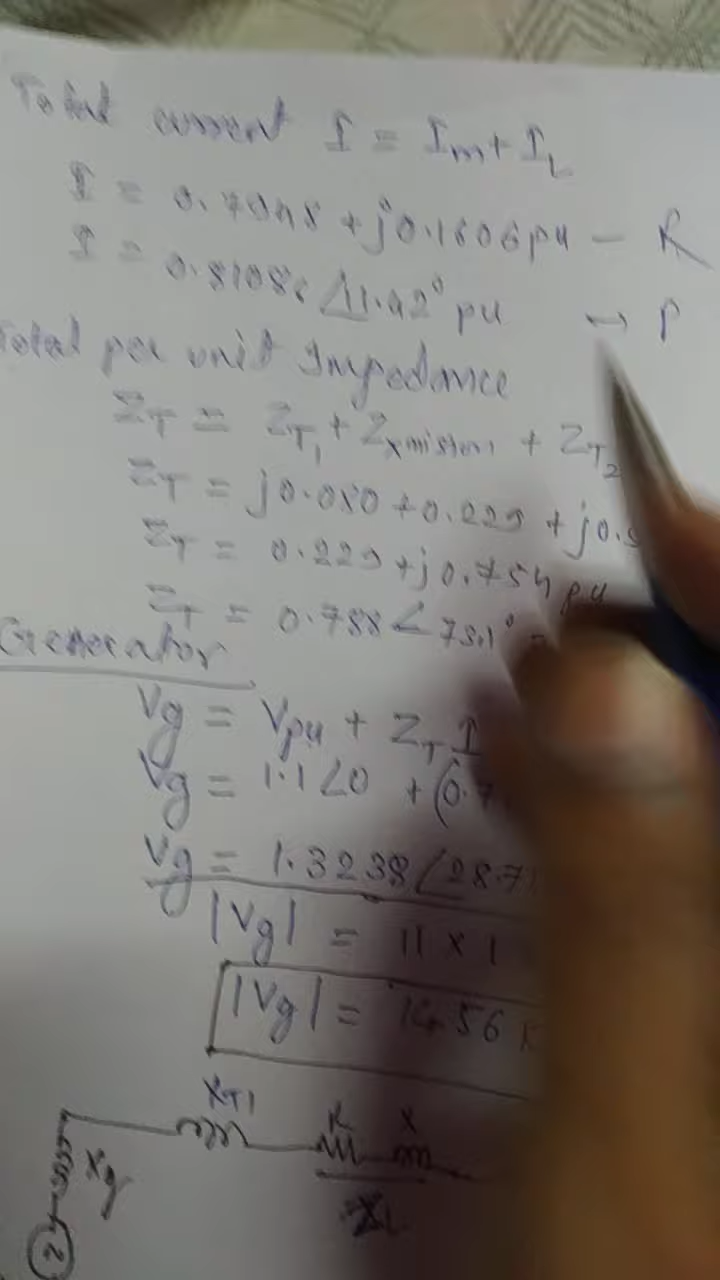 Total current I = Im + IL
I = 0.7948 + j0.1606 pu — R
I = 0.8108 ∠11.42° pu → P
Total per unit Impedance
ZT = ZT1 + Zxmision + ZT2
ZT = j0.080 + 0.229 + j0.
ZT = 0.229 + j0.754 pu
ZT = 0.788 ∠73.1°
Generator
Vg = Vpu + ZT I
Vg = 1.1∠0 + (0.7
Vg = 1.3238 ∠28.7
|Vg| = 11 × 1
|Vg| = 14.56 K
XT1
R X
Xg
XL